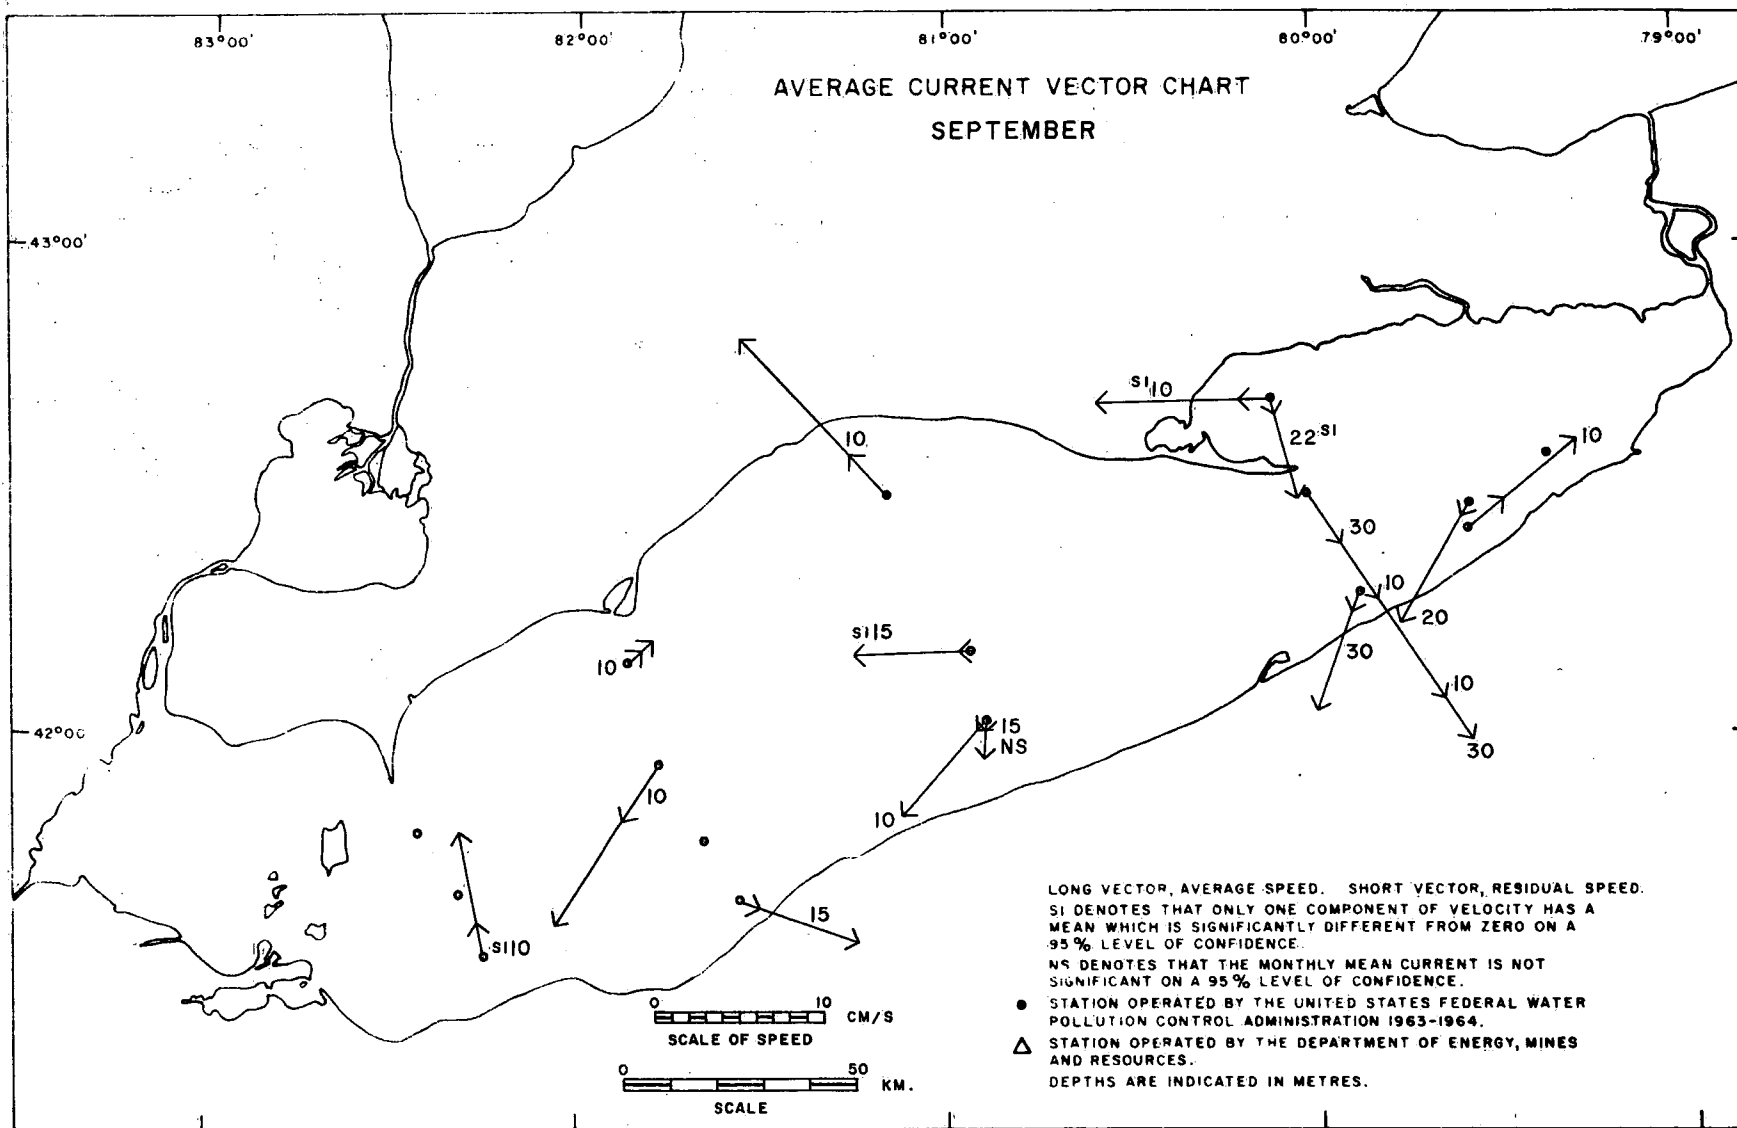 83°00' 82°00' 81°00' 80°00' 79°00'
AVERAGE CURRENT VECTOR CHART
SEPTEMBER
43°00'
SI 10
22 SI
10
10
30
10
20
SI 15
30
10
10
15
NS
30
42°00
10
10
15
SI 10
LONG VECTOR, AVERAGE SPEED. SHORT VECTOR, RESIDUAL SPEED.
SI DENOTES THAT ONLY ONE COMPONENT OF VELOCITY HAS A
MEAN WHICH IS SIGNIFICANTLY DIFFERENT FROM ZERO ON A
95% LEVEL OF CONFIDENCE.
NS DENOTES THAT THE MONTHLY MEAN CURRENT IS NOT
SIGNIFICANT ON A 95% LEVEL OF CONFIDENCE.
STATION OPERATED BY THE UNITED STATES FEDERAL WATER
POLLUTION CONTROL ADMINISTRATION 1963-1964.
STATION OPERATED BY THE DEPARTMENT OF ENERGY, MINES
AND RESOURCES.
DEPTHS ARE INDICATED IN METRES.
0 10 CM/S
SCALE OF SPEED
0 50 KM.
SCALE